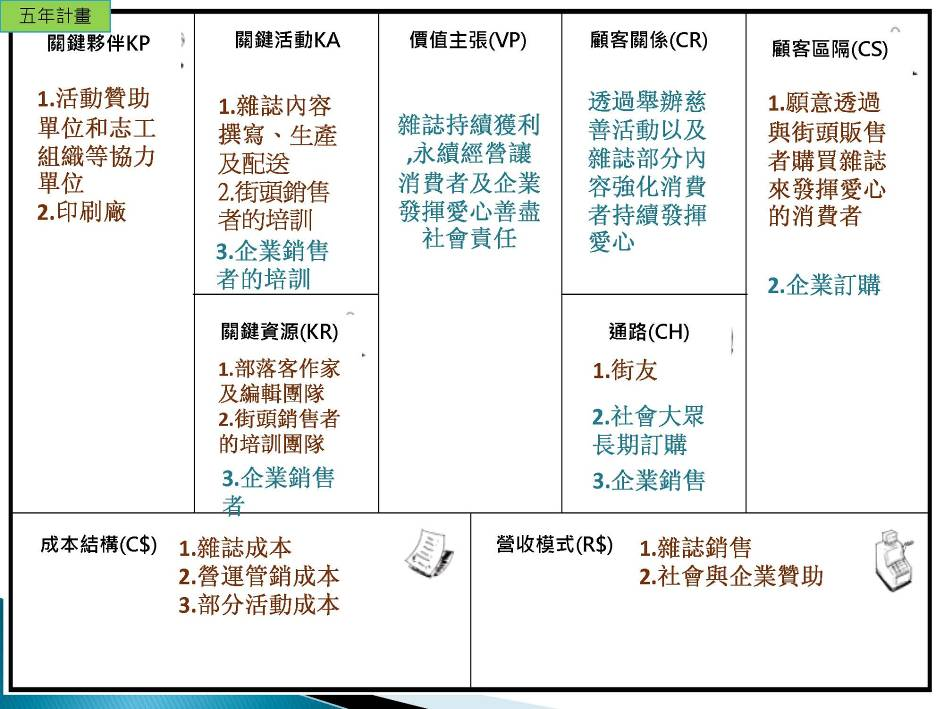 五年計畫
關鍵夥伴KP
1.活動贊助
單位和志工
組織等協力
單位
2.印刷廠
關鍵活動KA
1.雜誌內容
撰寫、生產
及配送
2.街頭銷售
者的培訓
3.企業銷售
者的培訓
關鍵資源(KR)
1.部落客作家
及編輯團隊
2.街頭銷售者
的培訓團隊
3.企業銷售
者
價值主張(VP)
雜誌持續獲利
,永續經營讓
消費者及企業
發揮愛心善盡
社會責任
顧客關係(CR)
透過舉辦慈
善活動以及
雜誌部分內
容強化消費
者持續發揮
愛心
通路(CH)
1.街友
2.社會大眾
長期訂購
3.企業銷售
顧客區隔(CS)
1.願意透過
與街頭販售
者購買雜誌
來發揮愛心
的消費者
2.企業訂購
成本結構(C$)
1.雜誌成本
2.營運管銷成本
3.部分活動成本
營收模式(R$)
1.雜誌銷售
2.社會與企業贊助